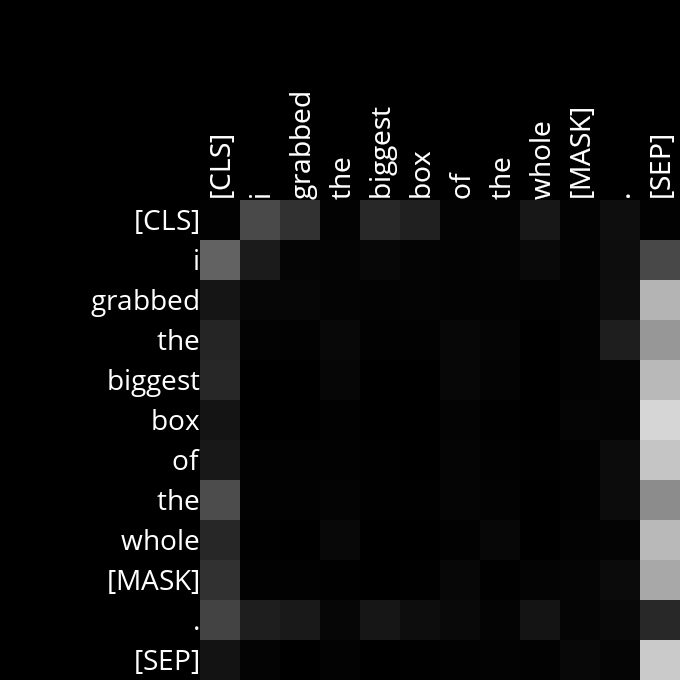 [CLS]
i
grabbed
the
biggest
box
of
the
whole
[MASK]
.
[SEP]
[CLS]
i
grabbed
the
biggest
box
of
the
whole
[MASK]
.
[SEP]